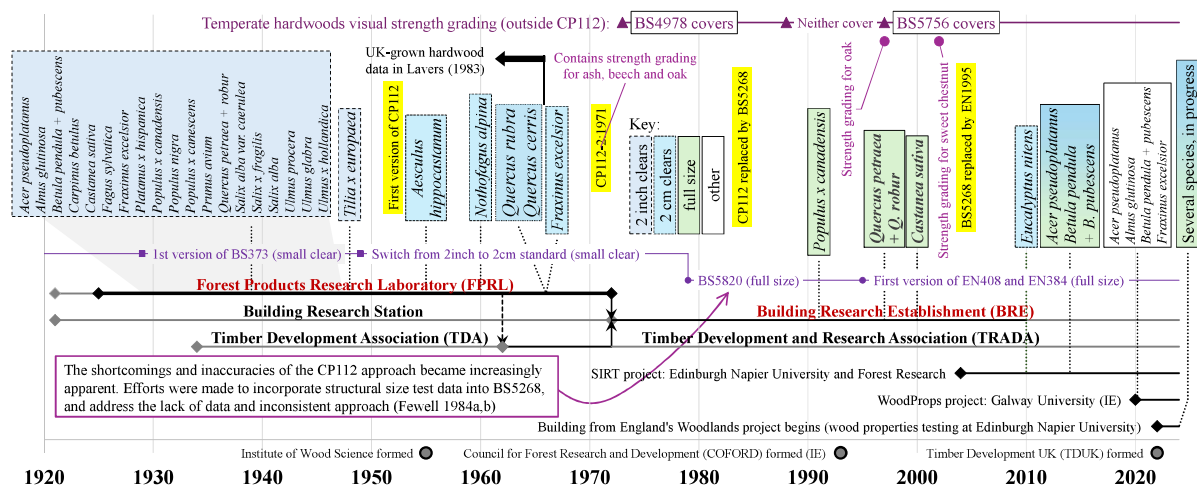 Temperate hardwoods visual strength grading (outside CP112):
BS4978 covers
Neither cover
BS5756 covers
UK-grown hardwood
data in Lavers (1983)
Contains strength grading
for ash, beech and oak
Acer pseudoplatanus
Alnus glutinosa
Betula pendula + pubescens
Carpinus betulus
Castanea sativa
Fagus sylvatica
Fraxinus excelsior
Platanus x hispanica
Populus x canadensis
Populus nigra
Populus x canescens
Prunus avium
Quercus petraea + robur
Salix alba var caerulea
Salix x fragilis
Salix alba
Ulmus procera
Ulmus glabra
Ulmus x hollandica
Tilia x europaea
First version of CP112
Aesculus
hippocastanum
Nothofagus alpina
Quercus rubra
Quercus cerris
Fraxinus excelsior
CP112-2-1971
Key:
2 inch clears
2 cm clears
full size
other
CP112 replaced by BS5268
Populus x canadensis
Strength grading for oak
Quercus petraea
+ Q. robur
Castanea sativa
Strength grading for sweet chestnut
BS5268 replaced by EN1995
Eucalyptus nitens
Acer pseudoplatanus
Betula pendula
+ B. pubescens
Acer pseudoplatanus
Alnus glutinosa
Betula pendula + pubescens
Fraxinus excelsior
Several species, in progress
1st version of BS373 (small clear)
Switch from 2inch to 2cm standard (small clear)
BS5820 (full size)
First version of EN408 and EN384 (full size)
Forest Products Research Laboratory (FPRL)
Building Research Station
Building Research Establishment (BRE)
Timber Development Association (TDA)
Timber Development and Research Association (TRADA)
The shortcomings and inaccuracies of the CP112 approach became increasingly
apparent. Efforts were made to incorporate structural size test data into BS5268,
and address the lack of data and inconsistent approach (Fewell 1984a,b)
SIRT project: Edinburgh Napier University and Forest Research
WoodProps project: Galway University (IE)
Building from England's Woodlands project begins (wood properties testing at Edinburgh Napier University)
Institute of Wood Science formed
Council for Forest Research and Development (COFORD) formed (IE)
Timber Development UK (TDUK) formed
1920 1930 1940 1950 1960 1970 1980 1990 2000 2010 2020